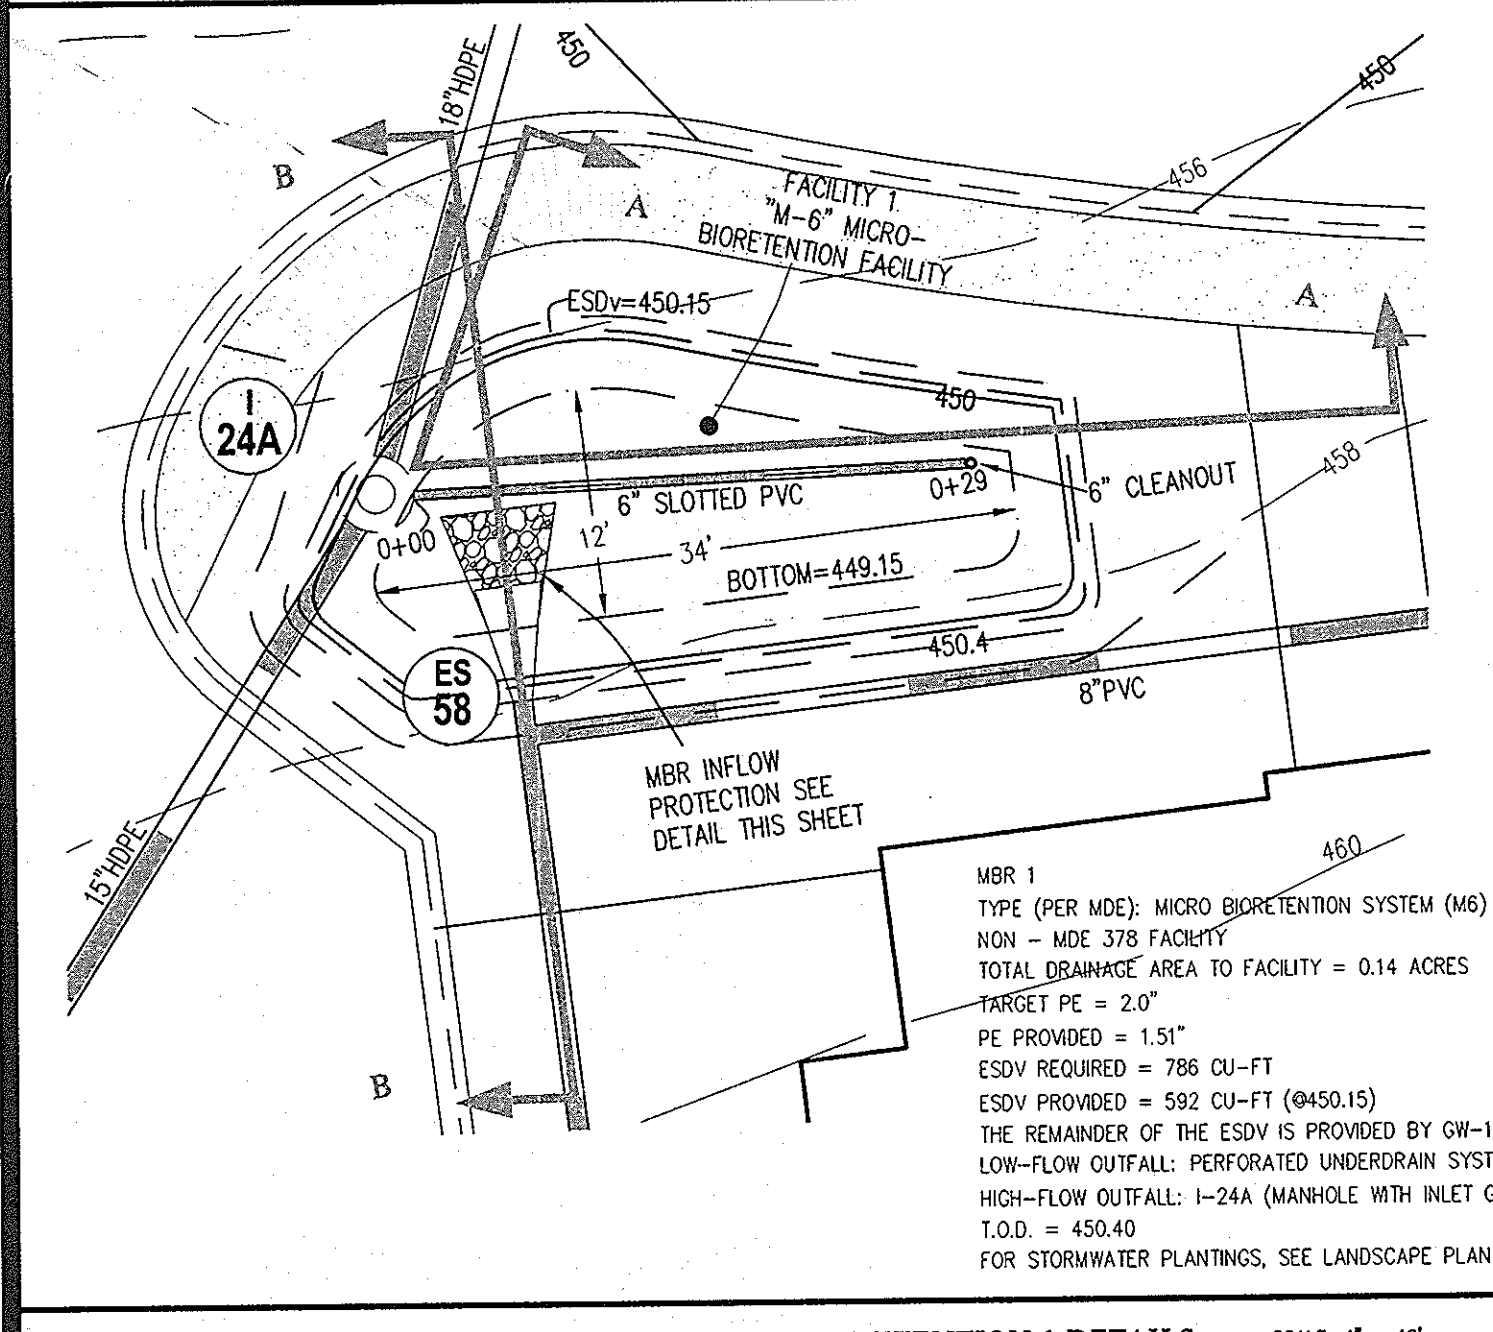 450
450
18"HDPE
B
A
456
FACILITY 1
"M-6" MICRO-
BIORETENTION FACILITY
A
ESDv=450.15
450
I
24A
458
6" SLOTTED PVC
0+29
6" CLEANOUT
0+00
12'
34'
BOTTOM=449.15
450.4
ES
58
8"PVC
MBR INFLOW
PROTECTION SEE
DETAIL THIS SHEET
15"HDPE
460
B
MBR 1
TYPE (PER MDE): MICRO BIORETENTION SYSTEM (M6)
NON - MDE 378 FACILITY
TOTAL DRAINAGE AREA TO FACILITY = 0.14 ACRES
TARGET PE = 2.0"
PE PROVIDED = 1.51"
ESDV REQUIRED = 786 CU-FT
ESDV PROVIDED = 592 CU-FT (@450.15)
THE REMAINDER OF THE ESDV IS PROVIDED BY GW-1
LOW-FLOW OUTFALL: PERFORATED UNDERDRAIN SYST
HIGH-FLOW OUTFALL: I-24A (MANHOLE WITH INLET G
T.O.D. = 450.40
FOR STORMWATER PLANTINGS, SEE LANDSCAPE PLAN